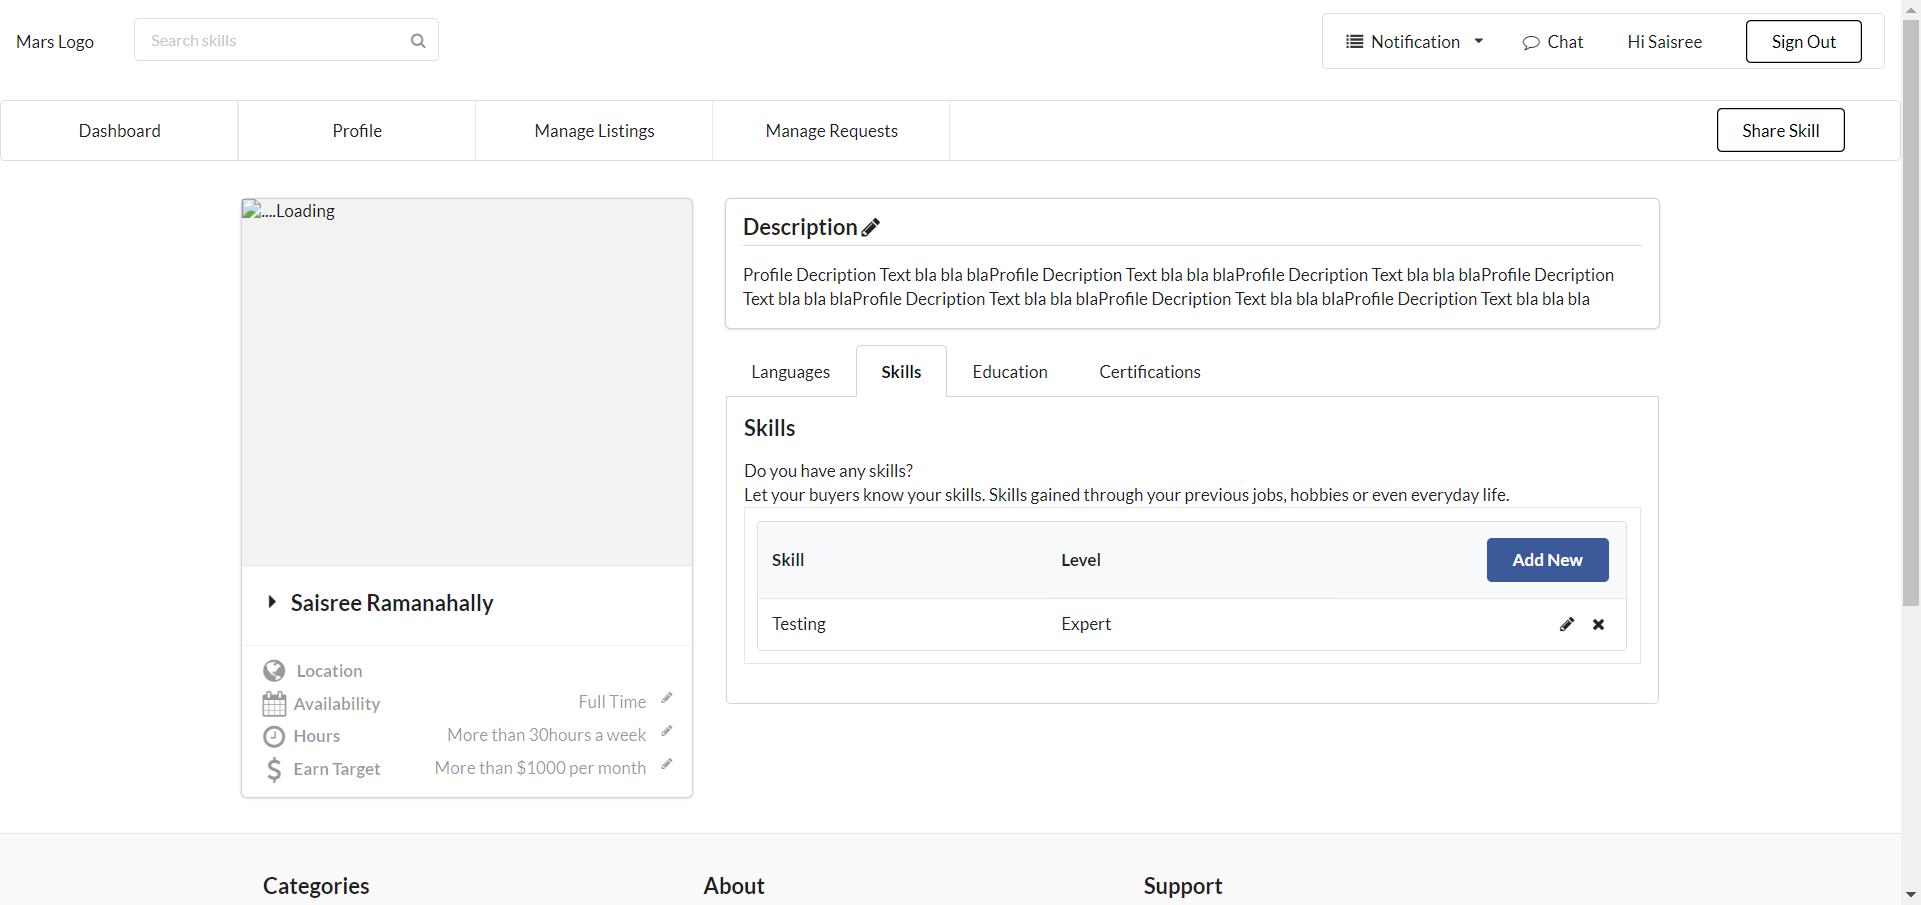 Mars Logo
Search skills
Notification
Chat
Hi Saisree
Sign Out
Dashboard
Profile
Manage Listings
Manage Requests
Share Skill
....Loading
Saisree Ramanahally
Location
Availability
Full Time
Hours
More than 30hours a week
Earn Target
More than $1000 per month
Description
Profile Decription Text bla bla blaProfile Decription Text bla bla blaProfile Decription Text bla bla blaProfile Decription
Text bla bla blaProfile Decription Text bla bla blaProfile Decription Text bla bla blaProfile Decription Text bla bla bla
Languages
Skills
Education
Certifications
Skills
Do you have any skills?
Let your buyers know your skills. Skills gained through your previous jobs, hobbies or even everyday life.
Skill
Level
Add New
Testing
Expert
Categories
About
Support